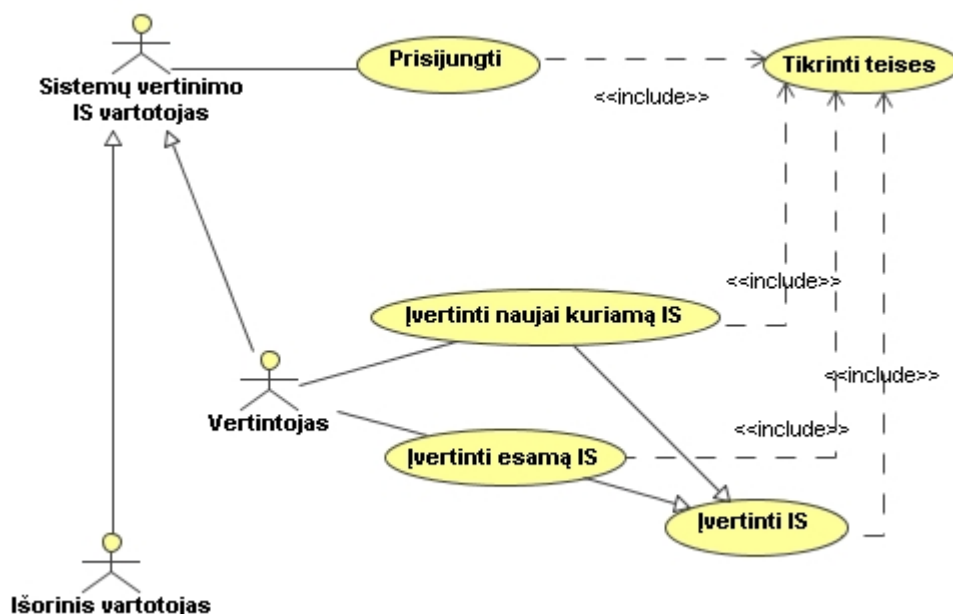 Prisijungti
Tikrinti teises
Sistemų vertinimo
IS vartotojas
<<include>>
<<include>>
Įvertinti naujai kuriamą IS
<<include>>
Vertintojas
<<include>>
Įvertinti esamą IS
Įvertinti IS
Išorinis vartotojas